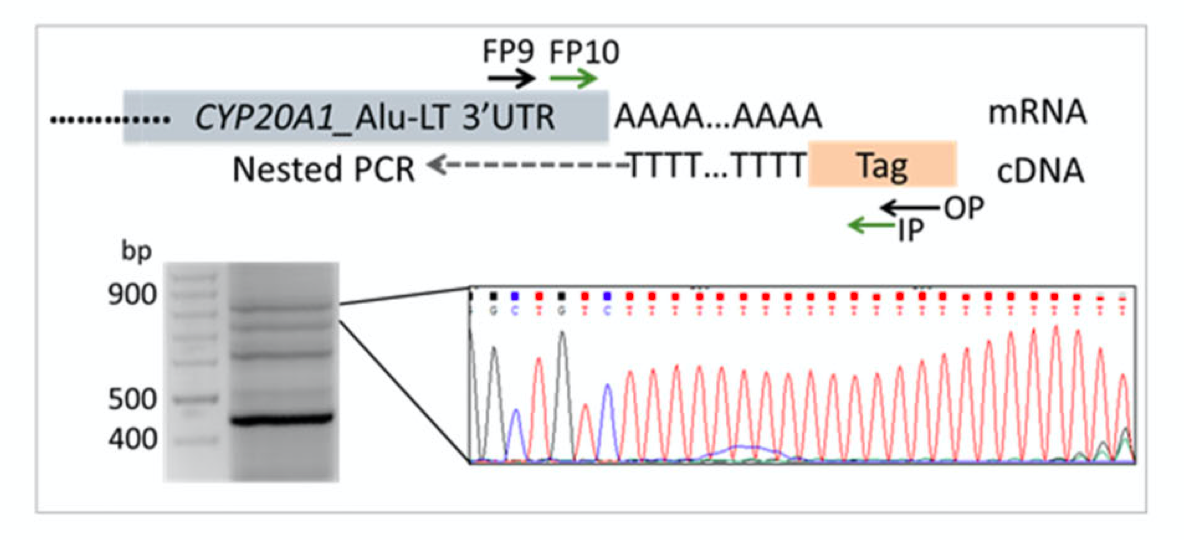 FP9 FP10
CYP20A1_Alu-LT 3’UTR AAAA...AAAA mRNA
Nested PCR TTTT...TTTT Tag cDNA
OP
IP
bp
900
500
400
G C T G T C T T T T T T T T T T T T T T T T T T T T T T T